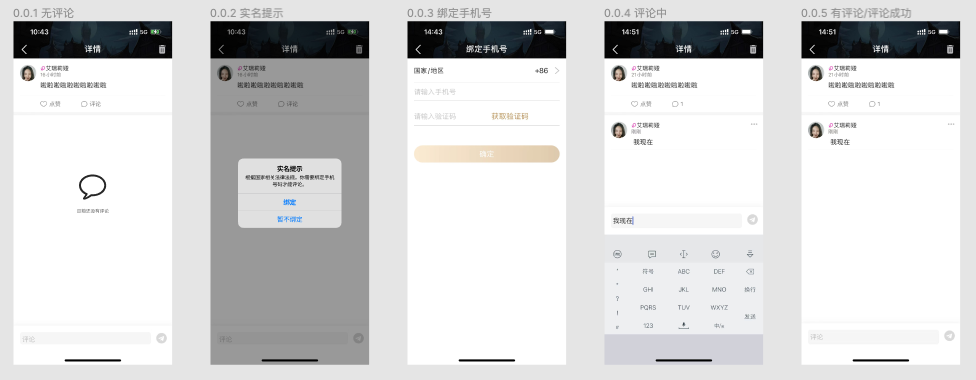 0.0.1 无评论
10:43
5G
详情
艾瑞莉娅
16小时前
啦啦啦啦啦啦啦啦啦
点赞
评论
目前还没有评论
评论
0.0.2 实名提示
10:43
5G
详情
艾瑞莉娅
16小时前
啦啦啦啦啦啦啦啦啦
点赞
评论
实名提示
根据国家相关法律法规，你需要绑定手机
号码才能评论。
绑定
暂不绑定
评论
0.0.3 绑定手机号
14:43
5G
绑定手机号
国家/地区
+86
请输入手机号
请输入验证码
获取验证码
确定
0.0.4 评论中
14:51
5G
详情
艾瑞莉娅
21小时前
啦啦啦啦啦啦啦啦啦
点赞
1
艾瑞莉娅
刚刚
我现在
我现在
符号
ABC
DEF
GHI
JKL
MNO
换行
?
PQRS
TUV
WXYZ
!
发送
123
中/
0.0.5 有评论/评论成功
14:51
5G
详情
艾瑞莉娅
21小时前
啦啦啦啦啦啦啦啦啦
点赞
1
艾瑞莉娅
刚刚
我现在
评论